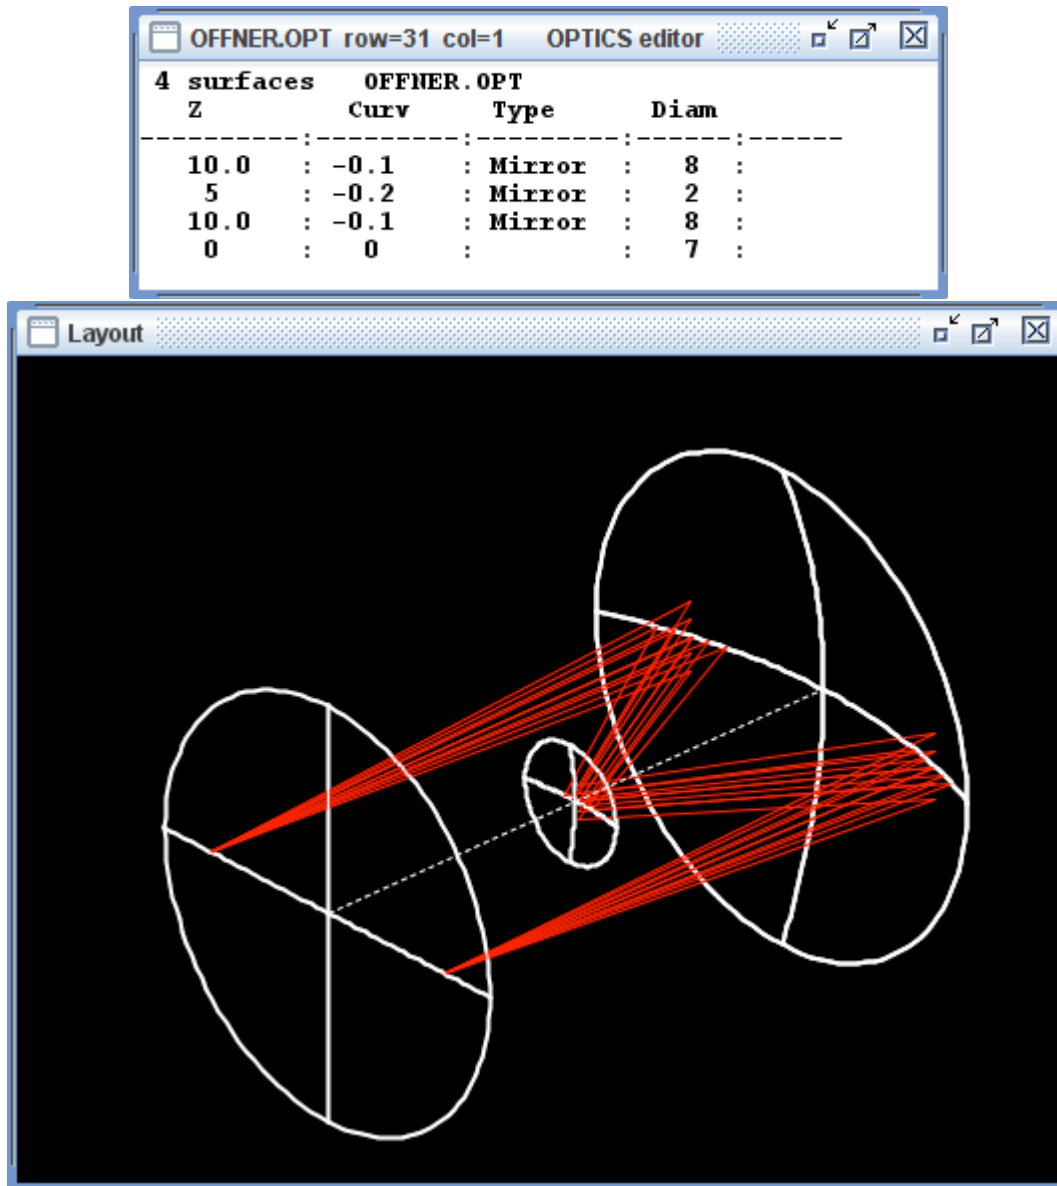 OFFNER.OPT row=31 col=1 OPTICS editor
4 surfaces OFFNER.OPT
Z Curv Type Diam
----------:---------:---------:------:------
10.0 : -0.1 : Mirror : 8 :
5 : -0.2 : Mirror : 2 :
10.0 : -0.1 : Mirror : 8 :
0 : 0 : : 7 :
Layout